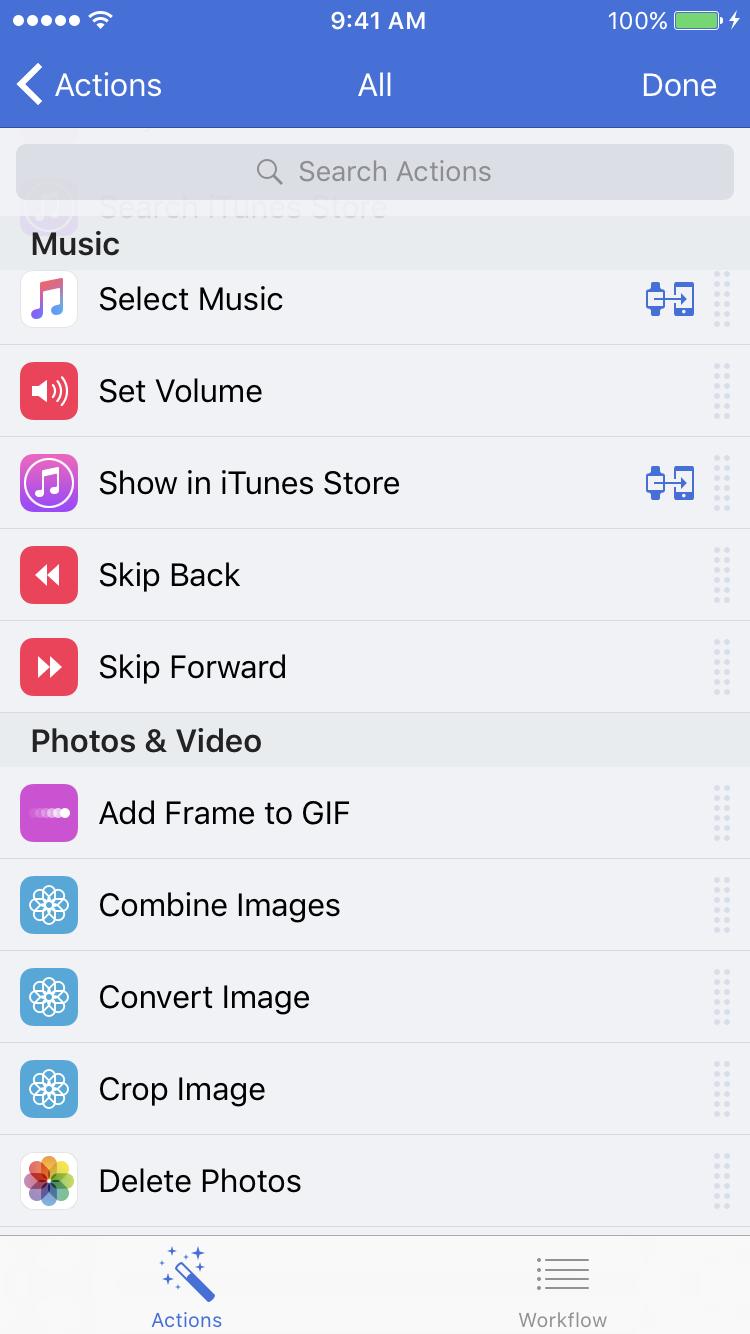 9:41 AM
100%
Actions
All
Done
Search Actions
Search iTunes Store
Music
Select Music
Set Volume
Show in iTunes Store
Skip Back
Skip Forward
Photos & Video
Add Frame to GIF
Combine Images
Convert Image
Crop Image
Delete Photos
Actions
Workflow